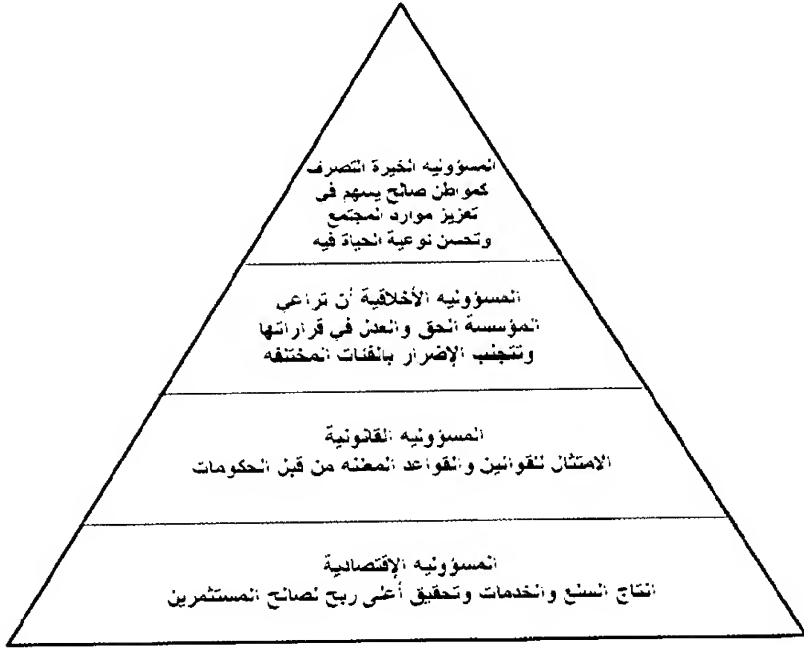 المسؤوليه الخيرة التصرف
كمواطن صالح يسهم فى
تعزيز موارد المجتمع
وتحسن نوعية الحياة فيه
المسؤوليه الأخلاقية أن تراعي
المؤسسة الحق والعدل في قراراتها
وتتجنب الإضرار بالفئات المختلفه
المسؤوليه القانونية
الامتثال للقوانين والقواعد المعلنه من قبل الحكومات
المسؤوليه الإقتصادية
انتاج السلع والخدمات وتحقيق أعلى ربح لصالح المستثمرين